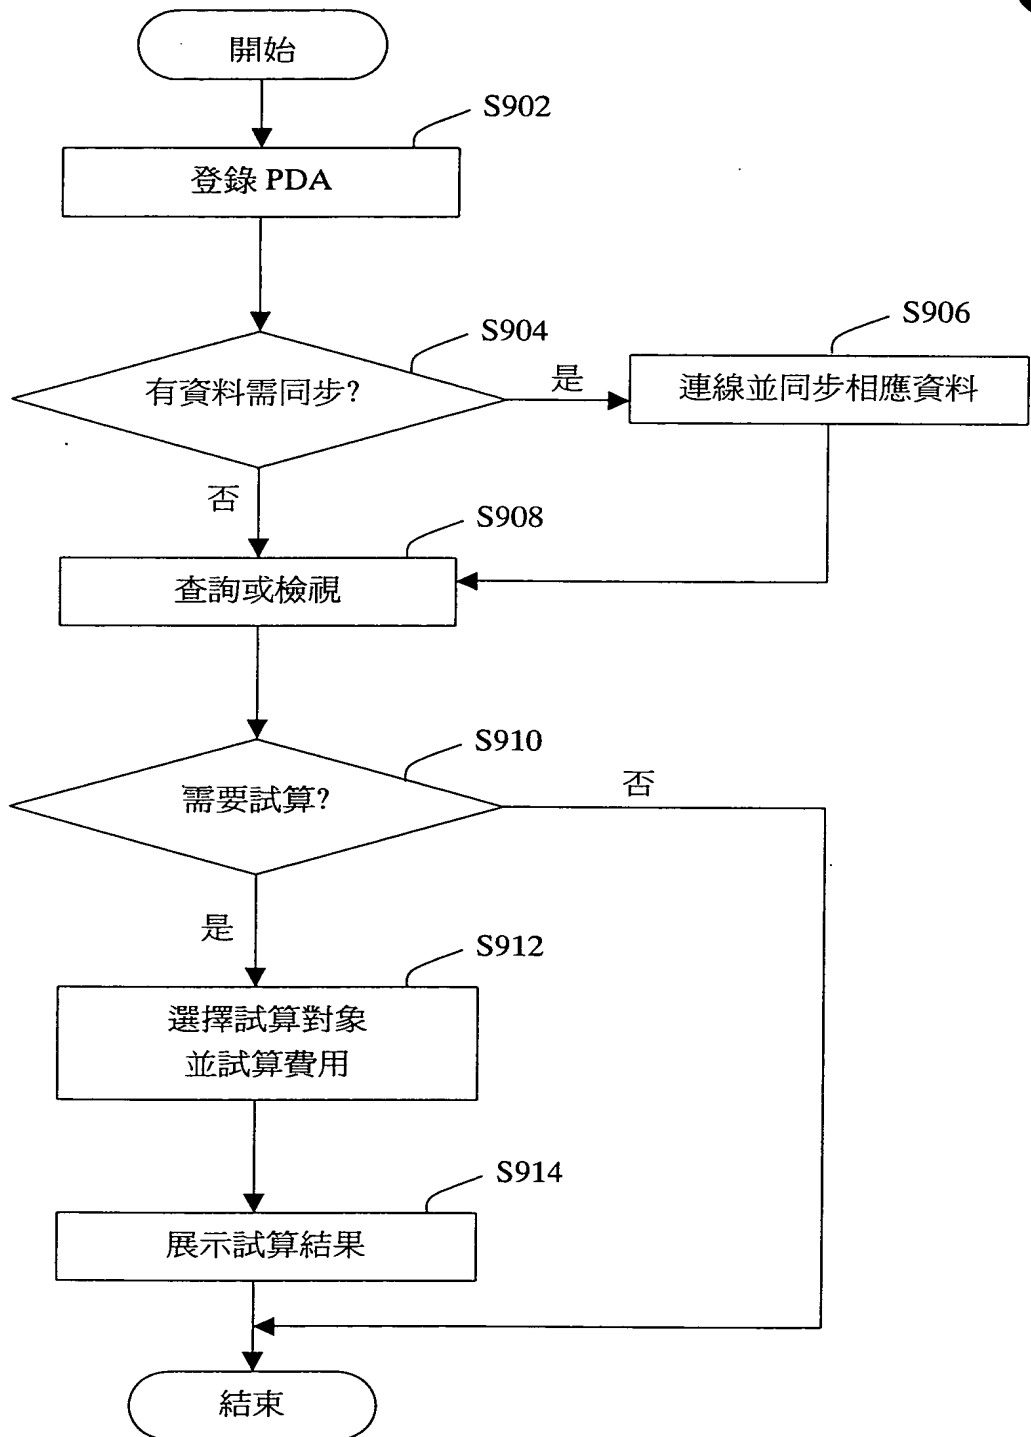 開始
S902
登錄 PDA
S904
有資料需同步?
是
S906
連線並同步相應資料
否
S908
查詢或檢視
S910
需要試算?
否
是
S912
選擇試算對象
並試算費用
S914
展示試算結果
結束